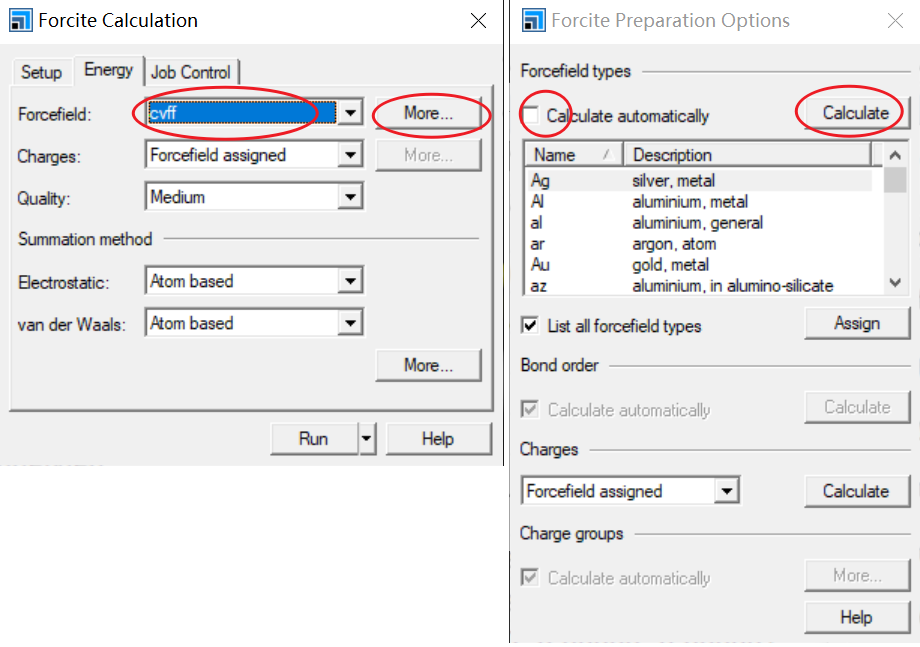 Forcite Calculation
Setup
Energy
Job Control
Forcefield:
cvff
More...
Charges:
Forcefield assigned
More...
Quality:
Medium
Summation method
Electrostatic:
Atom based
van der Waals:
Atom based
More...
Run
Help
Forcite Preparation Options
Forcefield types
Calculate automatically
Calculate
Name
Description
Ag silver, metal
Al aluminium, metal
al aluminium, general
ar argon, atom
Au gold, metal
az aluminium, in alumino-silicate
List all forcefield types
Assign
Bond order
Calculate automatically
Calculate
Charges
Forcefield assigned
Calculate
Charge groups
Calculate automatically
More...
Help